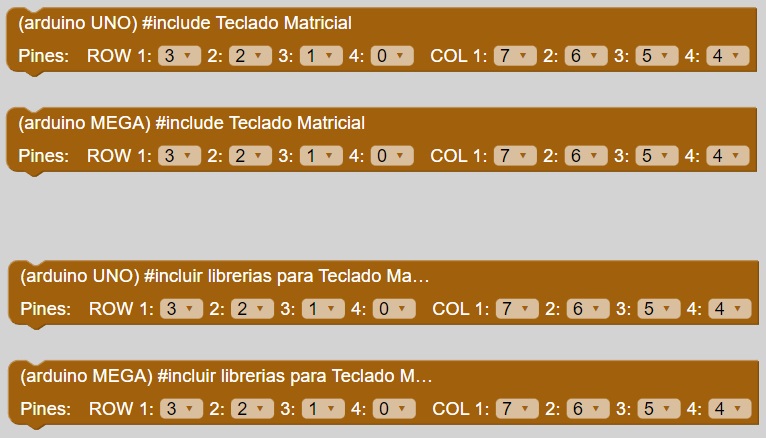 (arduino UNO) #include Teclado Matricial
Pines: ROW 1: 3 2: 2 3: 1 4: 0 COL 1: 7 2: 6 3: 5 4: 4
(arduino MEGA) #include Teclado Matricial
Pines: ROW 1: 3 2: 2 3: 1 4: 0 COL 1: 7 2: 6 3: 5 4: 4
(arduino UNO) #incluir librerias para Teclado Ma…
Pines: ROW 1: 3 2: 2 3: 1 4: 0 COL 1: 7 2: 6 3: 5 4: 4
(arduino MEGA) #incluir librerias para Teclado M…
Pines: ROW 1: 3 2: 2 3: 1 4: 0 COL 1: 7 2: 6 3: 5 4: 4